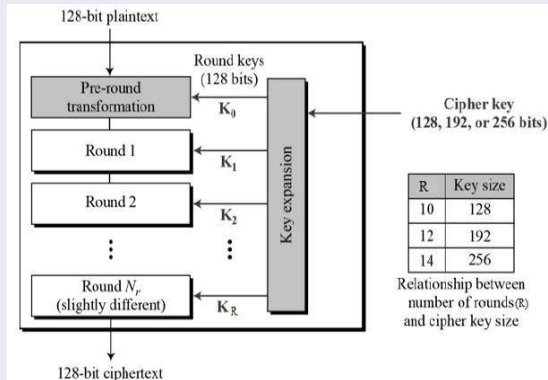 128-bit plaintext
Round keys
(128 bits)
Pre-round
transformation
K0
Cipher key
(128, 192, or 256 bits)
Round 1
K1
Round 2
K2
Key expansion
R Key size
10 128
12 192
14 256
Relationship between
number of rounds(R)
and cipher key size
Round Nr
(slightly different)
KR
128-bit ciphertext